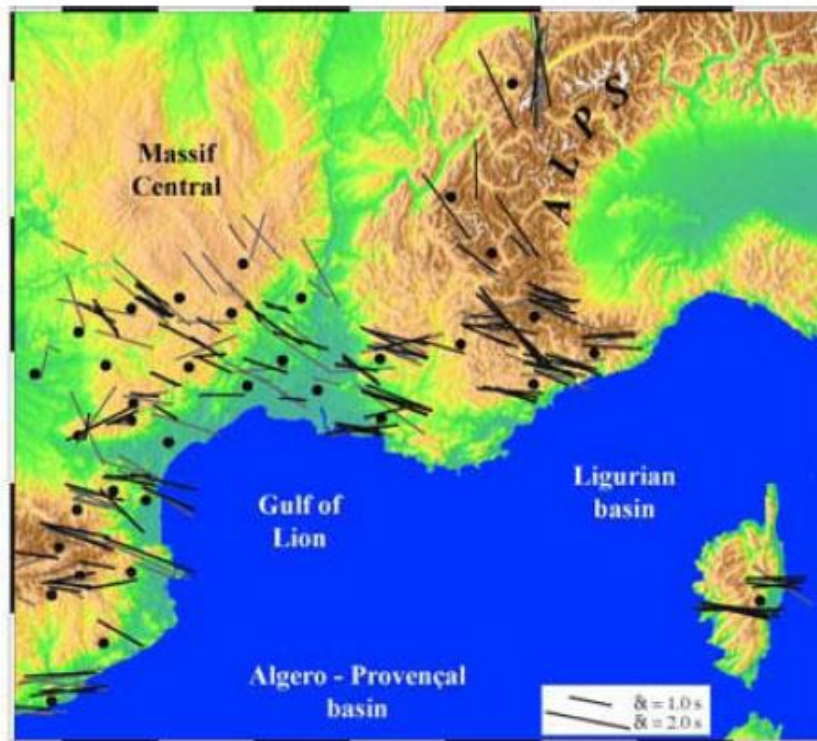 Massif
Central
ALPS
Gulf of
Lion
Ligurian
basin
Algero - Provençal
basin
δt = 1.0 s
δt = 2.0 s